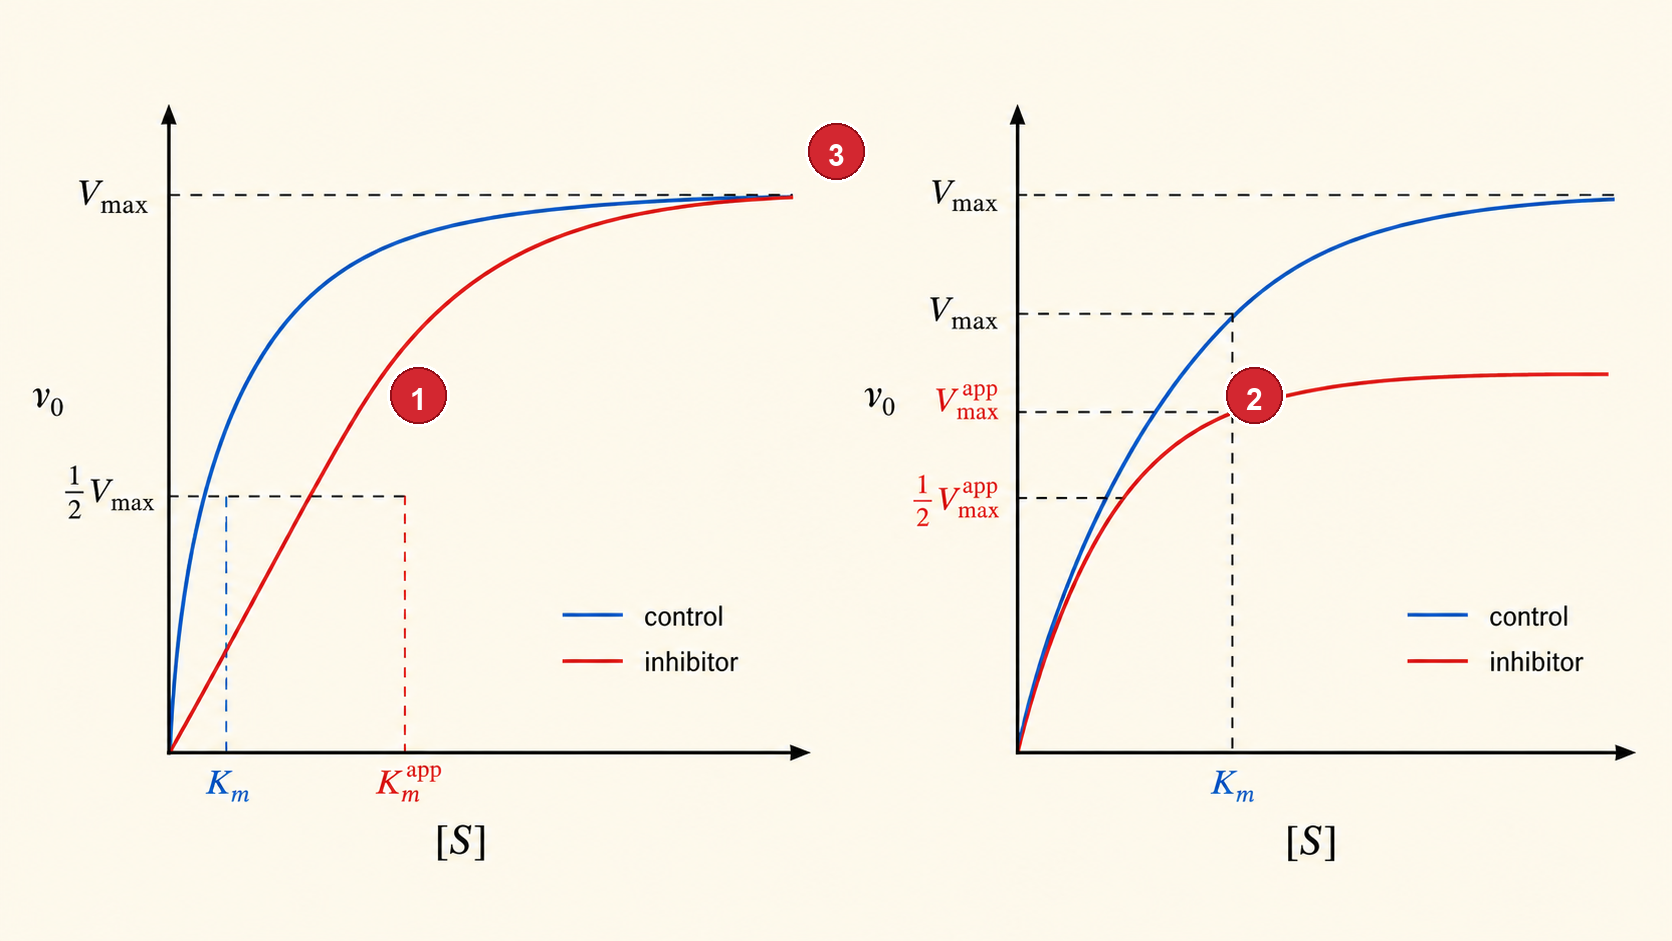 3
V_max
V_max
V_max
1
2
v_0
v_0
V_max^app
1/2 V_max
1/2 V_max^app
control
inhibitor
control
inhibitor
K_m
K_m^app
K_m
[S]
[S]